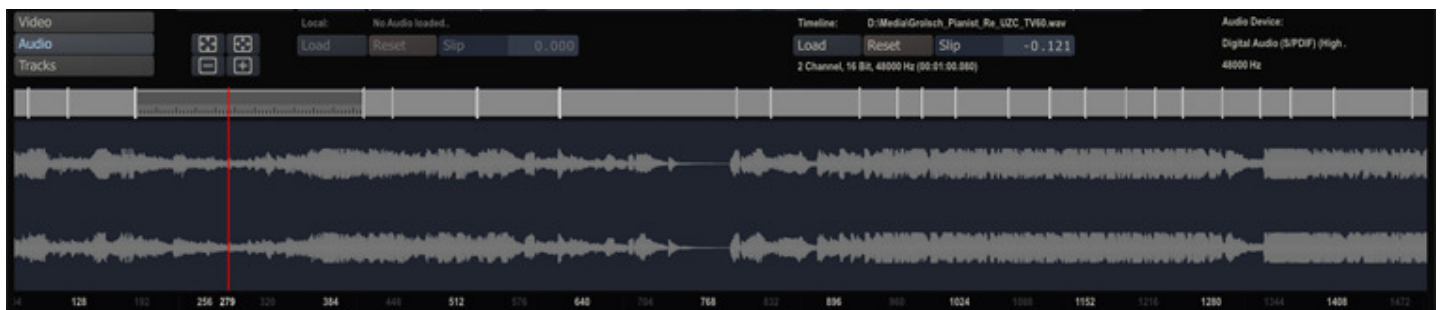 Video
Audio
Tracks
Local: No Audio loaded..
Load Reset Slip 0.000
Timeline: D:\Media\Grolsch_Pianist_Re_UZC_TV60.wav
Load Reset Slip -0.121
2 Channel, 16 Bit, 48000 Hz (00:01:00.080)
Audio Device:
Digital Audio (S/PDIF) (High .
48000 Hz
128 192 256 279 320 384 448 512 576 640 704 768 832 896 960 1024 1088 1152 1216 1280 1344 1408 1472